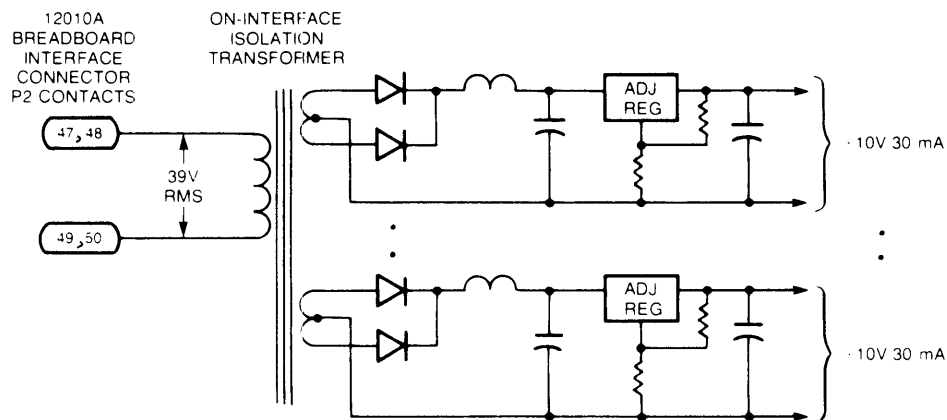 12010A
BREADBOARD
INTERFACE
CONNECTOR
P2 CONTACTS
ON-INTERFACE
ISOLATION
TRANSFORMER
47, 48
39V
RMS
49, 50
ADJ
REG
· 10V 30 mA
ADJ
REG
· 10V 30 mA